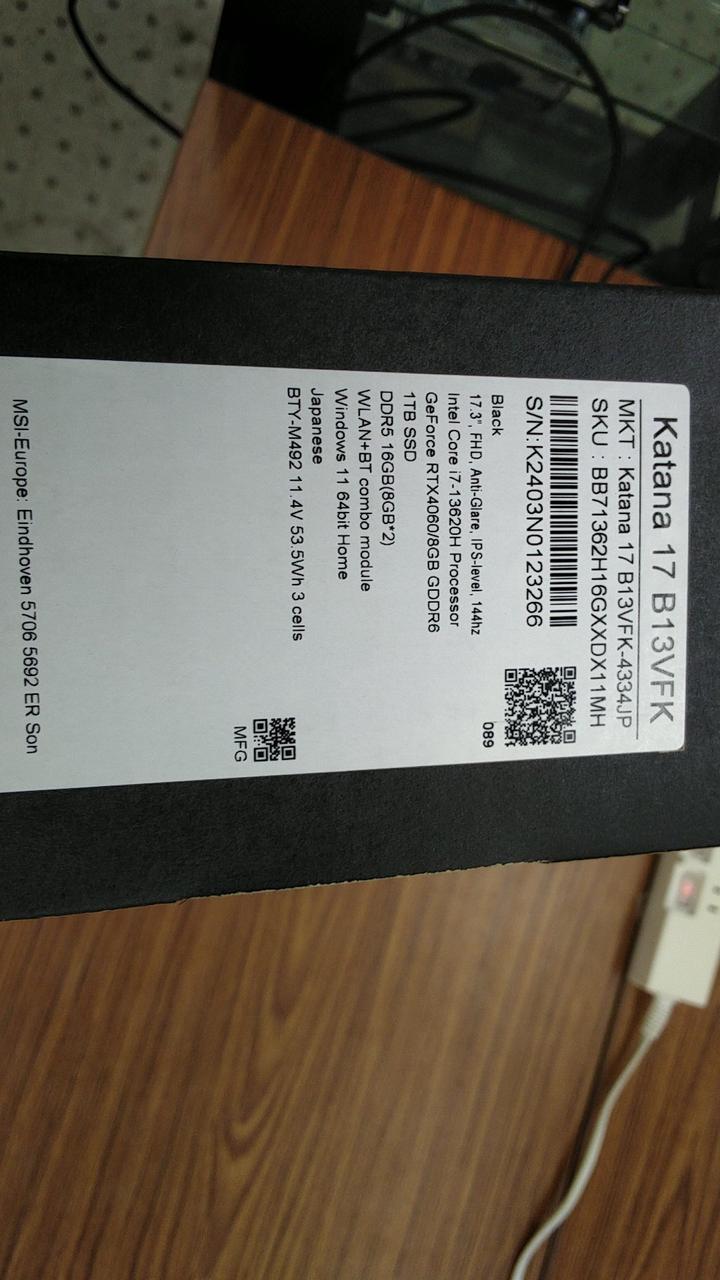 Katana 17 B13VFK
MKT : Katana 17 B13VFK-4334JP
SKU : BB71362H16GXXDX11MH
S/N:K2403N0123266
089
Black
17.3", FHD, Anti-Glare, IPS-level, 144hz
Intel Core i7-13620H Processor
GeForce RTX4060/8GB GDDR6
1TB SSD
DDR5 16GB(8GB*2)
WLAN+BT combo module
Windows 11 64bit Home
Japanese
BTY-M492 11.4V 53.5Wh 3 cells
MFG
MSI-Europe: Eindhoven 5706 5692 ER Son